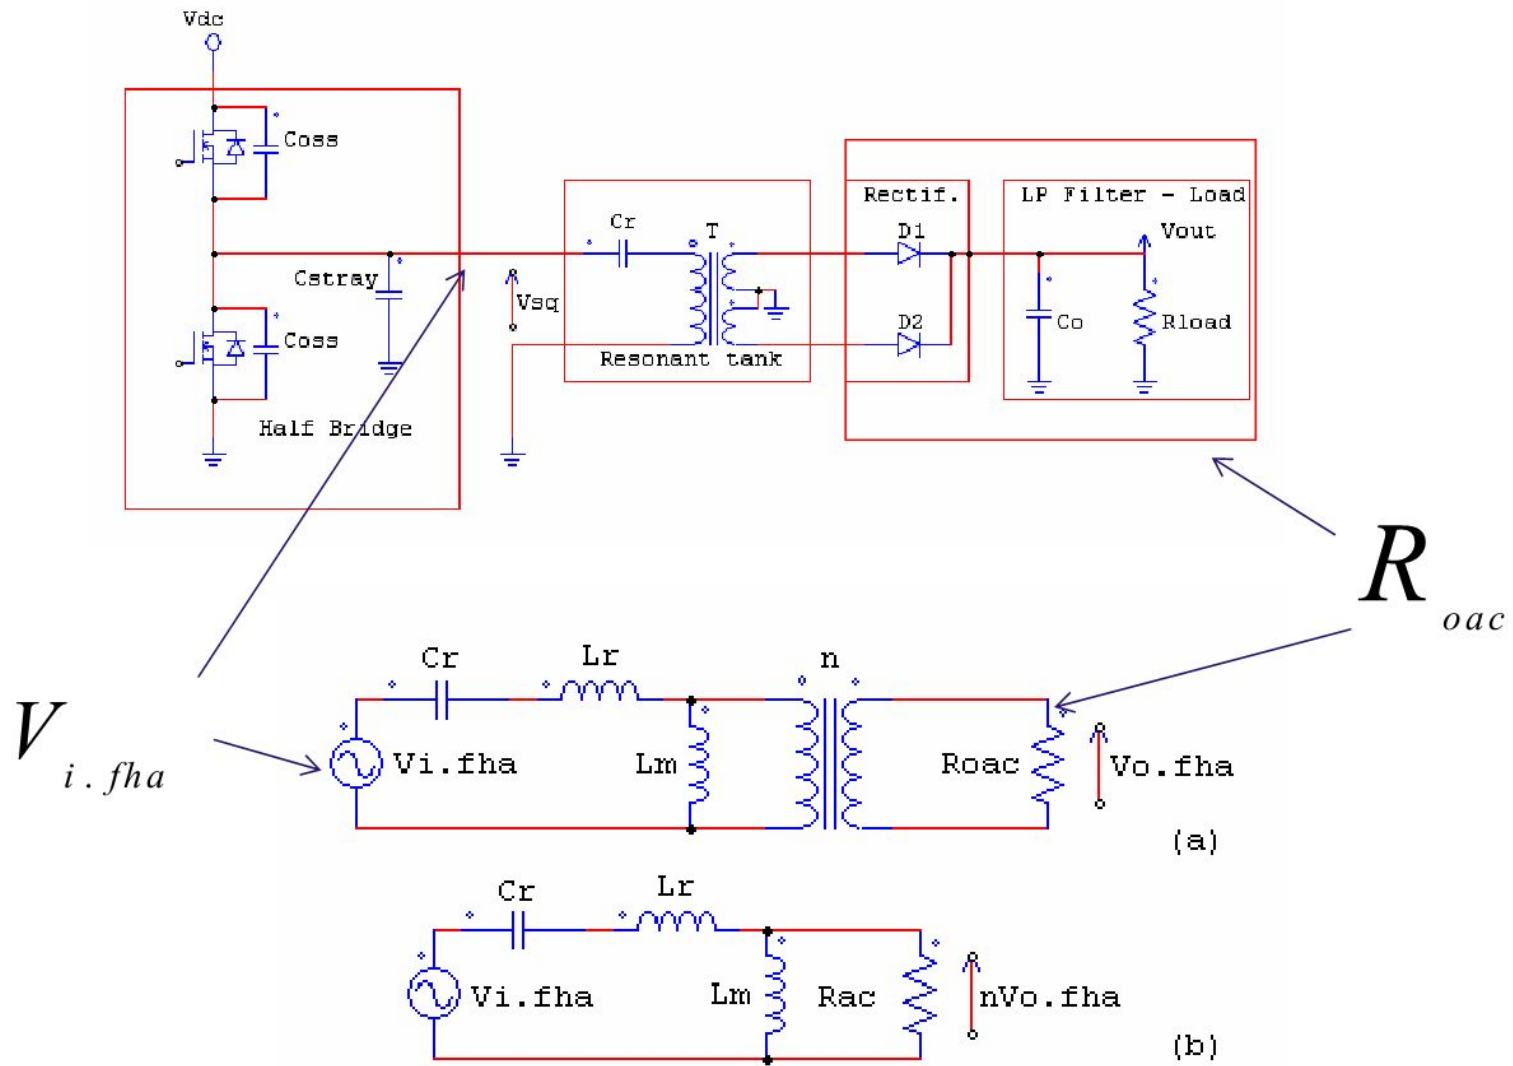 Vdc
Coss
Rectif.
LP Filter - Load
Cr
T
D1
Vout
Cstray
Vsq
Coss
D2
Co
Rload
Resonant tank
Half Bridge
R oac
Cr
Lr
n
V i.fha
Vi.fha
Lm
Roac
Vo.fha
(a)
Cr
Lr
Vi.fha
Lm
Rac
nVo.fha
(b)